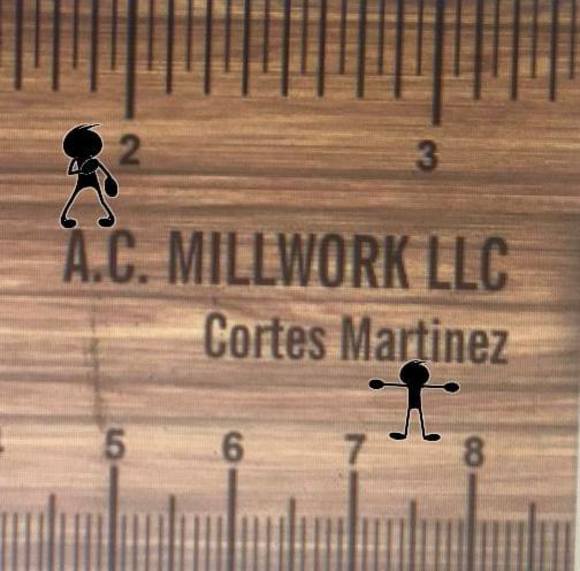 2 3
A.C. MILLWORK LLC
Cortes Martinez
5 6 7 8